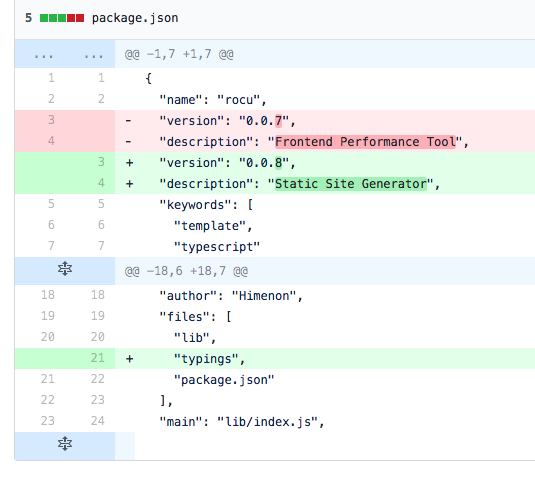 5 package.json
... ... @@ -1,7 +1,7 @@
1 1 {
2 2 "name": "rocu",
3 - "version": "0.0.7",
4 - "description": "Frontend Performance Tool",
3 + "version": "0.0.8",
4 + "description": "Static Site Generator",
5 5 "keywords": [
6 6 "template",
7 7 "typescript"
@@ -18,6 +18,7 @@
18 18 "author": "Himenon",
19 19 "files": [
20 20 "lib",
21 + "typings",
21 22 "package.json"
22 23 ],
23 24 "main": "lib/index.js",